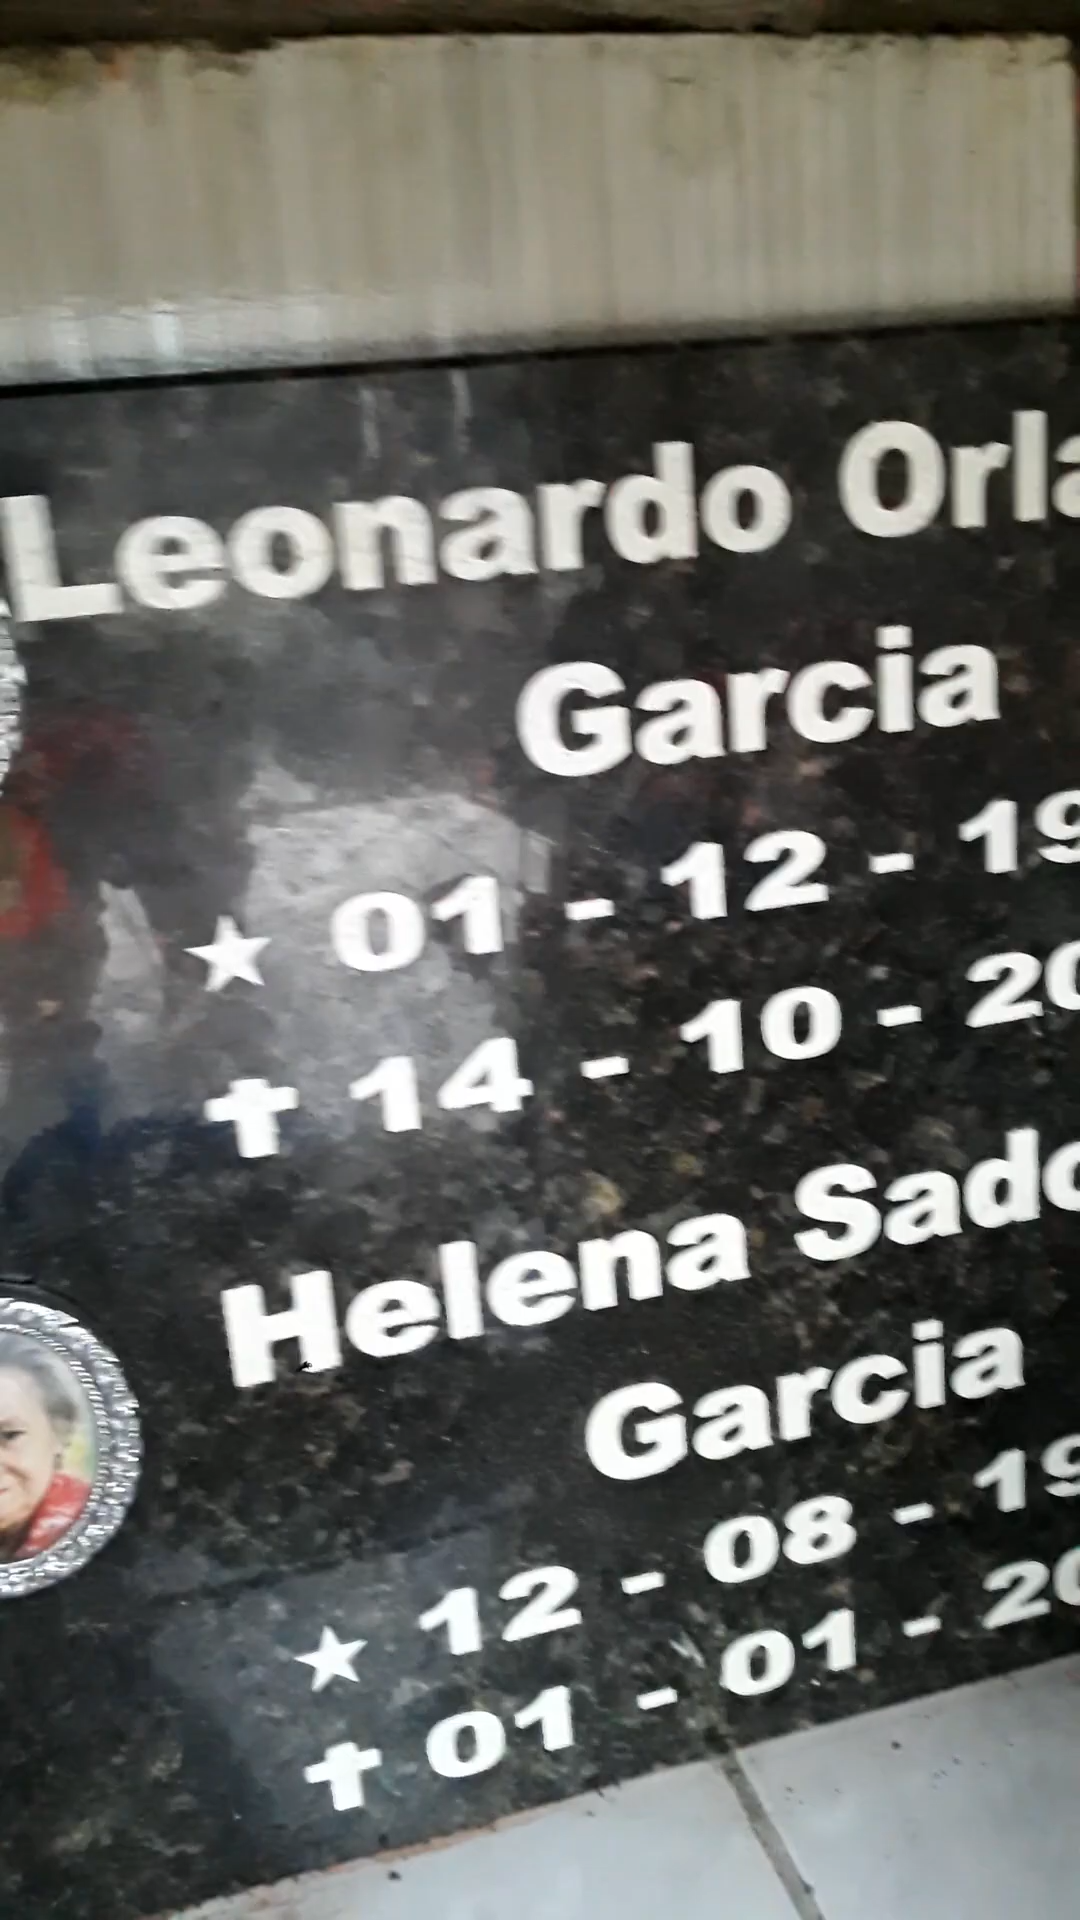 Leonardo Orla
Garcia
★ 01 - 12 - 19
✝ 14 - 10 - 20
Helena Sado
Garcia
★ 12 - 08 - 19
✝ 01 - 01 - 20